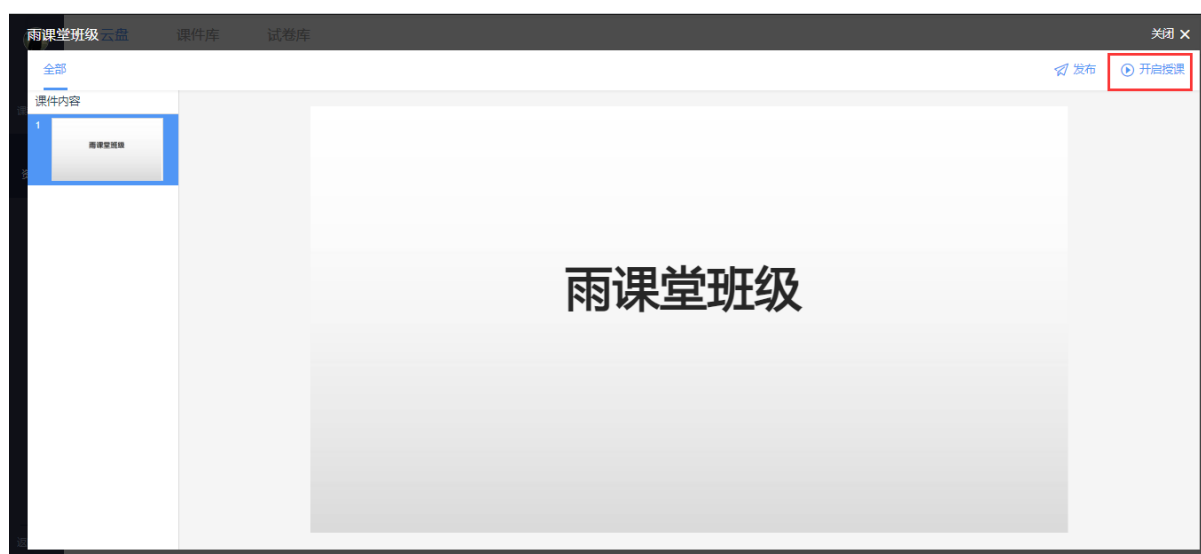 雨课堂班级 云盘 课件库 试卷库 关闭 ×
全部 发布 开启授课
课件内容
1
雨课堂班级
雨课堂班级